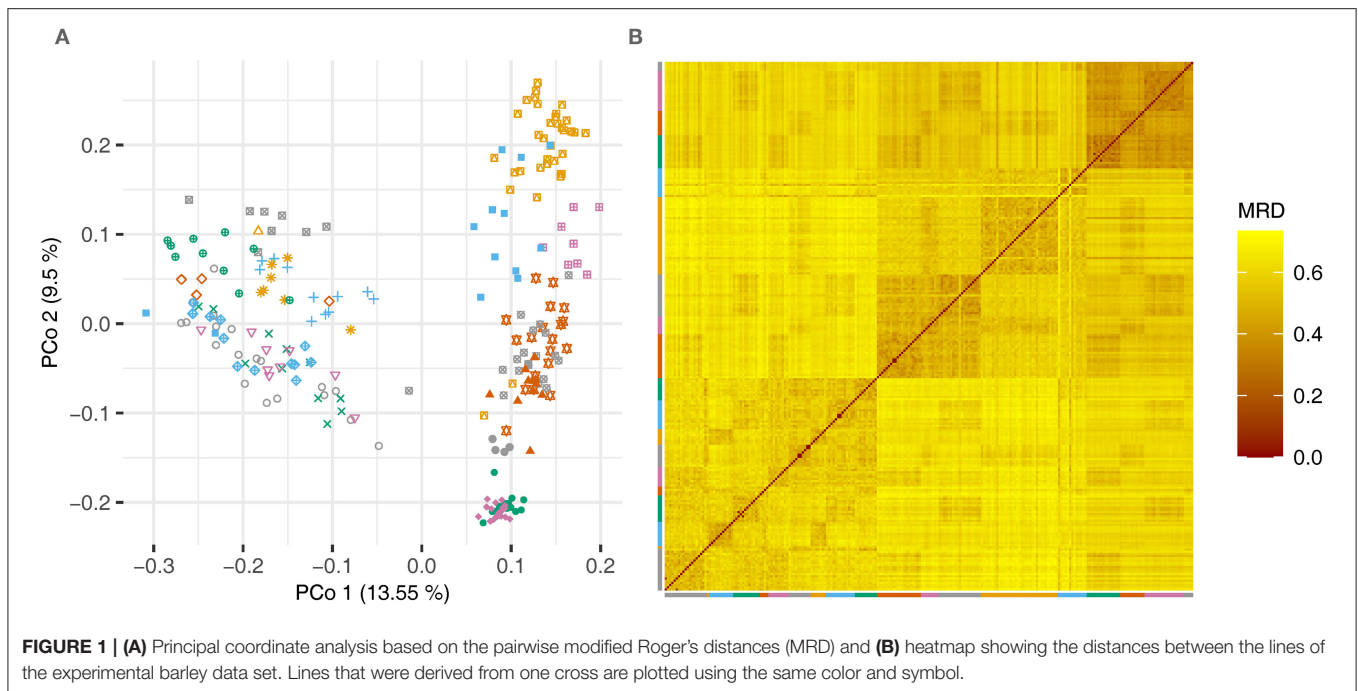 A
B
0.2
0.1
0.0
−0.1
−0.2
PCo 2 (9.5 %)
−0.3
−0.2
−0.1
0.0
0.1
0.2
PCo 1 (13.55 %)
MRD
0.6
0.4
0.2
0.0
FIGURE 1 | (A) Principal coordinate analysis based on the pairwise modified Roger's distances (MRD) and (B) heatmap showing the distances between the lines of
the experimental barley data set. Lines that were derived from one cross are plotted using the same color and symbol.